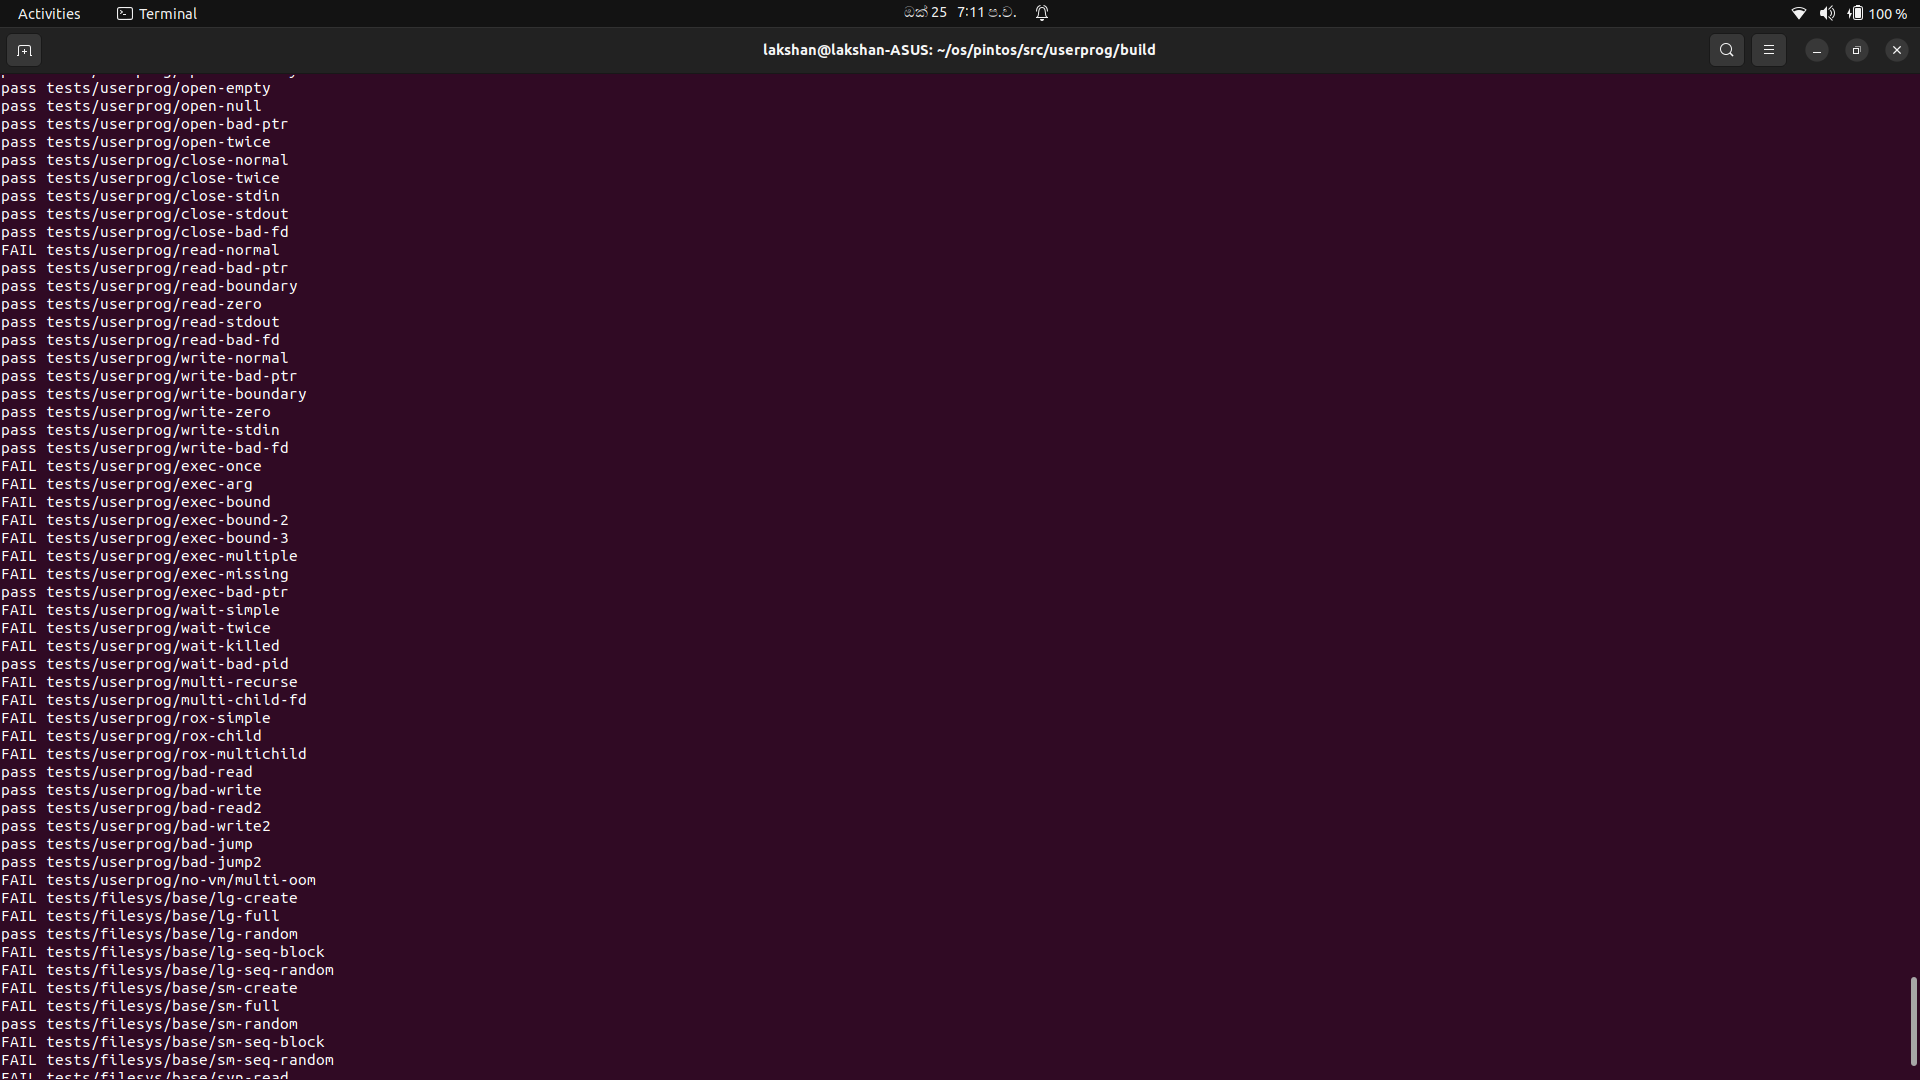 Activities Terminal ඔක් 25 7:11 ප.ව. 100 %
lakshan@lakshan-ASUS: ~/os/pintos/src/userprog/build
pass tests/userprog/open-empty
pass tests/userprog/open-null
pass tests/userprog/open-bad-ptr
pass tests/userprog/open-twice
pass tests/userprog/close-normal
pass tests/userprog/close-twice
pass tests/userprog/close-stdin
pass tests/userprog/close-stdout
pass tests/userprog/close-bad-fd
FAIL tests/userprog/read-normal
pass tests/userprog/read-bad-ptr
pass tests/userprog/read-boundary
pass tests/userprog/read-zero
pass tests/userprog/read-stdout
pass tests/userprog/read-bad-fd
pass tests/userprog/write-normal
pass tests/userprog/write-bad-ptr
pass tests/userprog/write-boundary
pass tests/userprog/write-zero
pass tests/userprog/write-stdin
pass tests/userprog/write-bad-fd
FAIL tests/userprog/exec-once
FAIL tests/userprog/exec-arg
FAIL tests/userprog/exec-bound
FAIL tests/userprog/exec-bound-2
FAIL tests/userprog/exec-bound-3
FAIL tests/userprog/exec-multiple
FAIL tests/userprog/exec-missing
pass tests/userprog/exec-bad-ptr
FAIL tests/userprog/wait-simple
FAIL tests/userprog/wait-twice
FAIL tests/userprog/wait-killed
pass tests/userprog/wait-bad-pid
FAIL tests/userprog/multi-recurse
FAIL tests/userprog/multi-child-fd
FAIL tests/userprog/rox-simple
FAIL tests/userprog/rox-child
FAIL tests/userprog/rox-multichild
pass tests/userprog/bad-read
pass tests/userprog/bad-write
pass tests/userprog/bad-read2
pass tests/userprog/bad-write2
pass tests/userprog/bad-jump
pass tests/userprog/bad-jump2
FAIL tests/userprog/no-vm/multi-oom
FAIL tests/filesys/base/lg-create
FAIL tests/filesys/base/lg-full
pass tests/filesys/base/lg-random
FAIL tests/filesys/base/lg-seq-block
FAIL tests/filesys/base/lg-seq-random
FAIL tests/filesys/base/sm-create
FAIL tests/filesys/base/sm-full
pass tests/filesys/base/sm-random
FAIL tests/filesys/base/sm-seq-block
FAIL tests/filesys/base/sm-seq-random
FAIL tests/filesys/base/syn-read